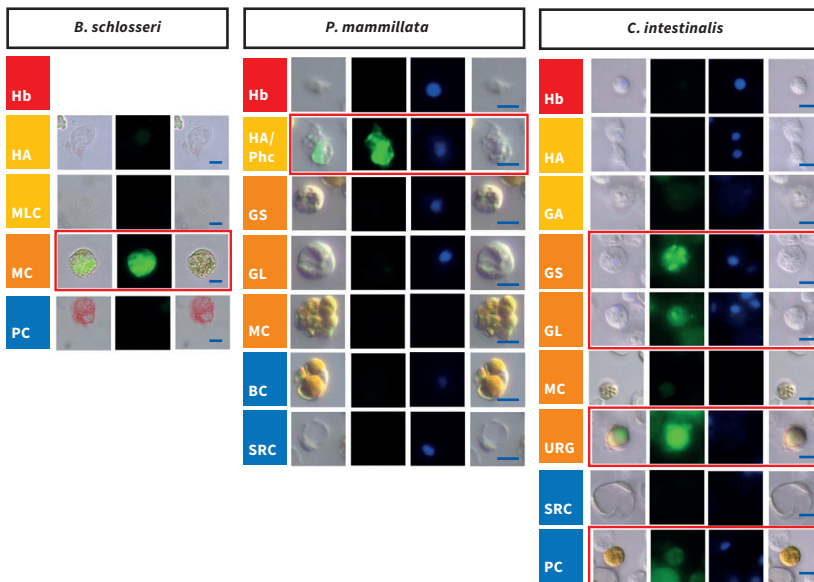 B. schlosseri
Hb
HA
MLC
MC
PC
P. mammillata
Hb
HA/
Phc
GS
GL
MC
BC
SRC
C. intestinalis
Hb
HA
GA
GS
GL
MC
URG
SRC
PC